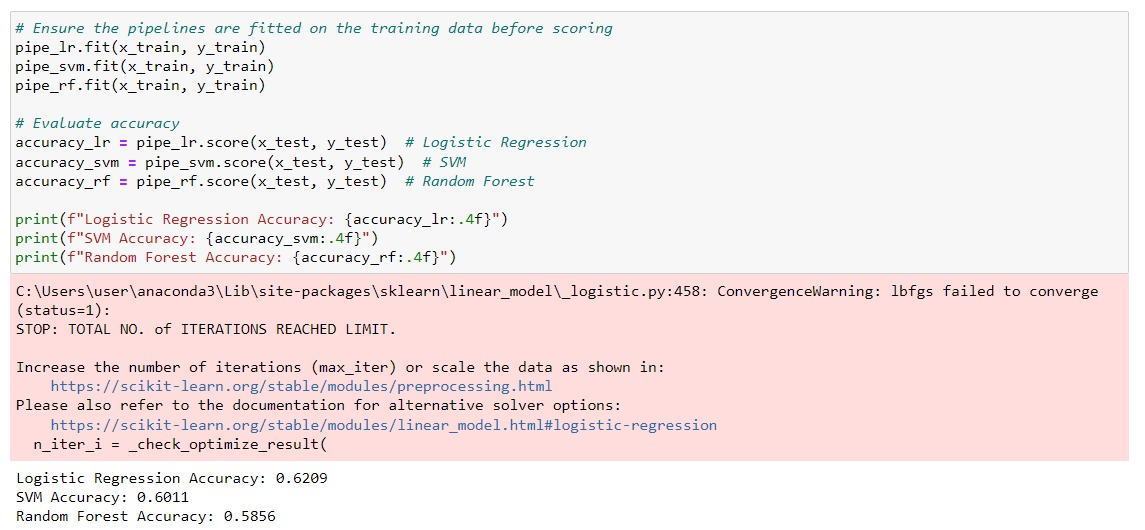 # Ensure the pipelines are fitted on the training data before scoring
pipe_lr.fit(x_train, y_train)
pipe_svm.fit(x_train, y_train)
pipe_rf.fit(x_train, y_train)
# Evaluate accuracy
accuracy_lr = pipe_lr.score(x_test, y_test)  # Logistic Regression
accuracy_svm = pipe_svm.score(x_test, y_test)  # SVM
accuracy_rf = pipe_rf.score(x_test, y_test)  # Random Forest
print(f"Logistic Regression Accuracy: {accuracy_lr:.4f}")
print(f"SVM Accuracy: {accuracy_svm:.4f}")
print(f"Random Forest Accuracy: {accuracy_rf:.4f}")
C:\Users\user\anaconda3\Lib\site-packages\sklearn\linear_model\_logistic.py:458: ConvergenceWarning: lbfgs failed to converge
(status=1):
STOP: TOTAL NO. of ITERATIONS REACHED LIMIT.
Increase the number of iterations (max_iter) or scale the data as shown in:
    https://scikit-learn.org/stable/modules/preprocessing.html
Please also refer to the documentation for alternative solver options:
    https://scikit-learn.org/stable/modules/linear_model.html#logistic-regression
  n_iter_i = _check_optimize_result(
Logistic Regression Accuracy: 0.6209
SVM Accuracy: 0.6011
Random Forest Accuracy: 0.5856